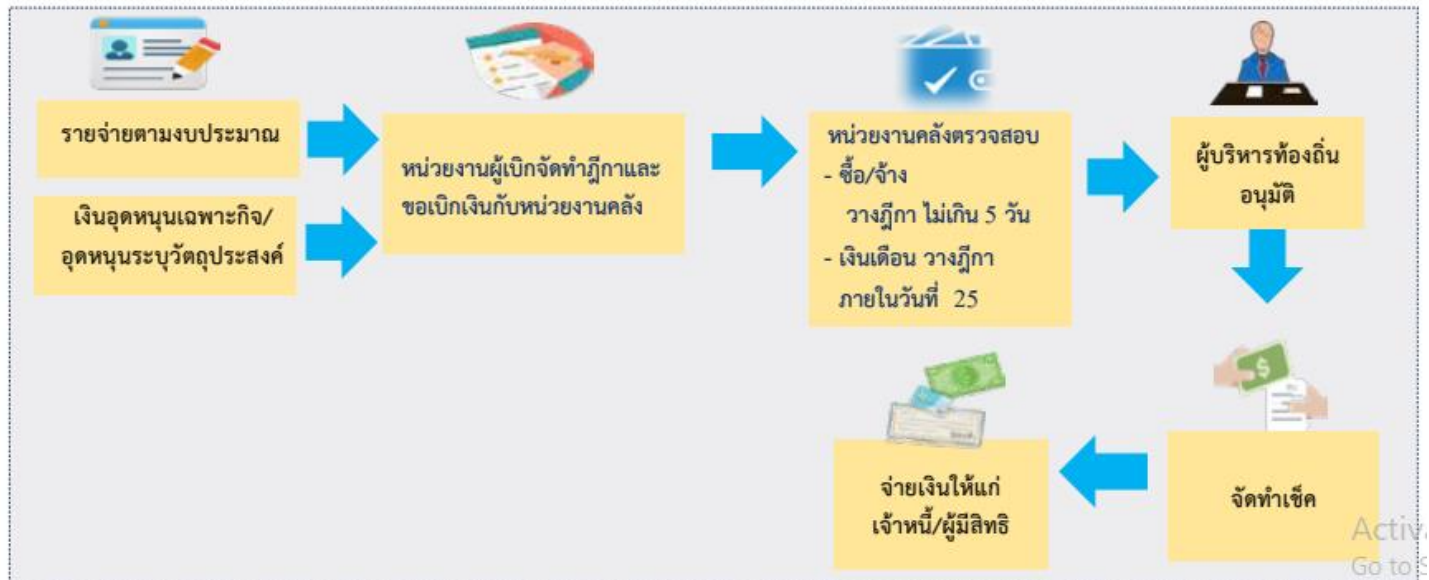 รายจ่ายตามงบประมาณ
เงินอุดหนุนเฉพาะกิจ/
อุดหนุนระบุวัตถุประสงค์
หน่วยงานผู้เบิกจัดทำฎีกาและ
ขอเบิกเงินกับหน่วยงานคลัง
หน่วยงานคลังตรวจสอบ
- ซื้อ/จ้าง
วางฎีกา ไม่เกิน 5 วัน
- เงินเดือน วางฎีกา
ภายในวันที่ 25
ผู้บริหารท้องถิ่น
อนุมัติ
จัดทำเช็ค
จ่ายเงินให้แก่
เจ้าหนี้/ผู้มีสิทธิ
Activ
Go to S